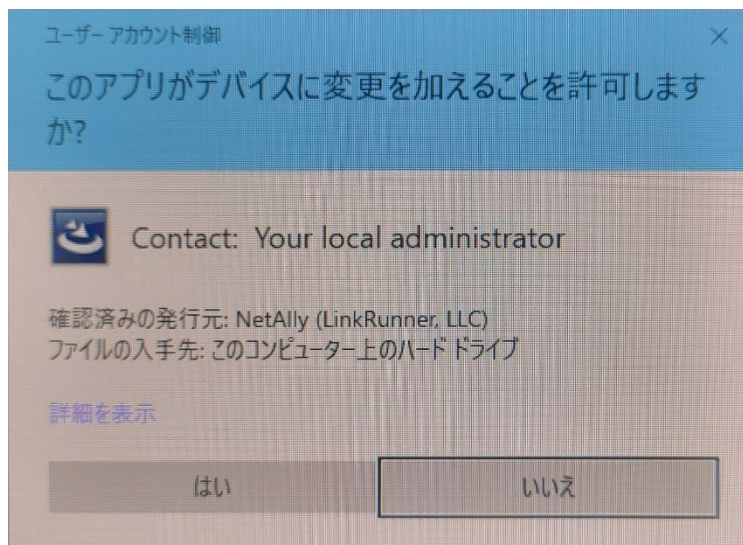 ユーザー アカウント制御
このアプリがデバイスに変更を加えることを許可します
か?
Contact: Your local administrator
確認済みの発行元: NetAlly (LinkRunner, LLC)
ファイルの入手先: このコンピューター上のハード ドライブ
詳細を表示
はい
いいえ